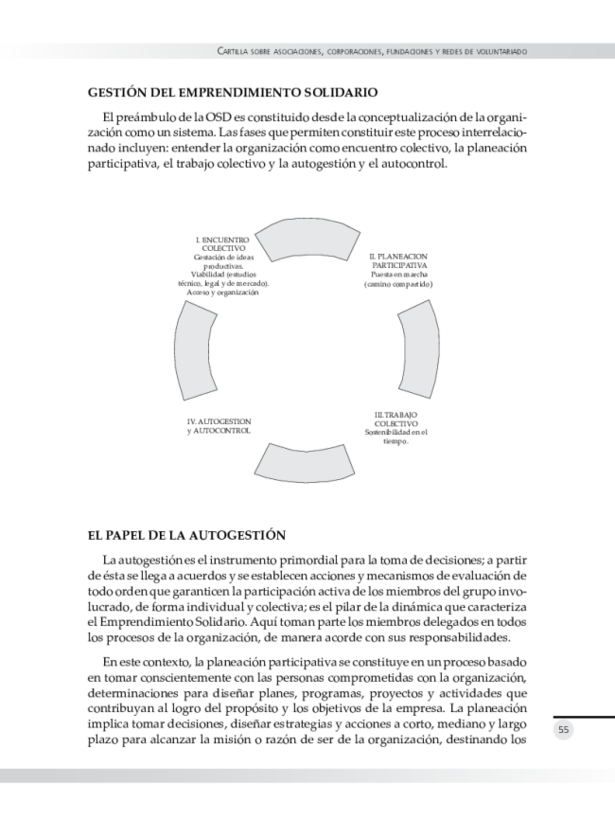 CARTILLA SOBRE ASOCIACIONES, CORPORACIONES, FUNDACIONES Y REDES DE VOLUNTARIADO
GESTIÓN DEL EMPRENDIMIENTO SOLIDARIO
El preámbulo de la OSD es constituido desde la conceptualización de la organi-
zación como un sistema. Las fases que permiten constituir este proceso interrelacio-
nado incluyen: entender la organización como encuentro colectivo, la planeación
participativa, el trabajo colectivo y la autogestión y el autocontrol.
I. ENCUENTRO
COLECTIVO
Gestación de ideas
productivas.
Viabilidad (estudios
técnico, legal y de mercado).
Acceso y organización
II. PLANEACION
PARTICIPATIVA
Puesta en marcha
(camino compartido)
III. TRABAJO
COLECTIVO
Sostenibilidad en el
tiempo.
IV. AUTOGESTION
y AUTOCONTROL
EL PAPEL DE LA AUTOGESTIÓN
La autogestión es el instrumento primordial para la toma de decisiones; a partir
de ésta se llega a acuerdos y se establecen acciones y mecanismos de evaluación de
todo orden que garanticen la participación activa de los miembros del grupo invo-
lucrado, de forma individual y colectiva; es el pilar de la dinámica que caracteriza
el Emprendimiento Solidario. Aquí toman parte los miembros delegados en todos
los procesos de la organización, de manera acorde con sus responsabilidades.
En este contexto, la planeación participativa se constituye en un proceso basado
en tomar conscientemente con las personas comprometidas con la organización,
determinaciones para diseñar planes, programas, proyectos y actividades que
contribuyan al logro del propósito y los objetivos de la empresa. La planeación
implica tomar decisiones, diseñar estrategias y acciones a corto, mediano y largo
plazo para alcanzar la misión o razón de ser de la organización, destinando los
55